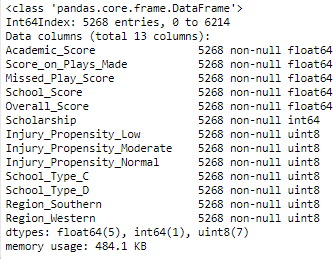 <class 'pandas.core.frame.DataFrame'>
Int64Index: 5268 entries, 0 to 6214
Data columns (total 13 columns):
Academic_Score                5268 non-null float64
Score_on_Plays_Made           5268 non-null float64
Missed_Play_Score             5268 non-null float64
School_Score                  5268 non-null float64
Overall_Score                 5268 non-null float64
Scholarship                   5268 non-null int64
Injury_Propensity_Low         5268 non-null uint8
Injury_Propensity_Moderate    5268 non-null uint8
Injury_Propensity_Normal      5268 non-null uint8
School_Type_C                 5268 non-null uint8
School_Type_D                 5268 non-null uint8
Region_Southern               5268 non-null uint8
Region_Western                5268 non-null uint8
dtypes: float64(5), int64(1), uint8(7)
memory usage: 484.1 KB